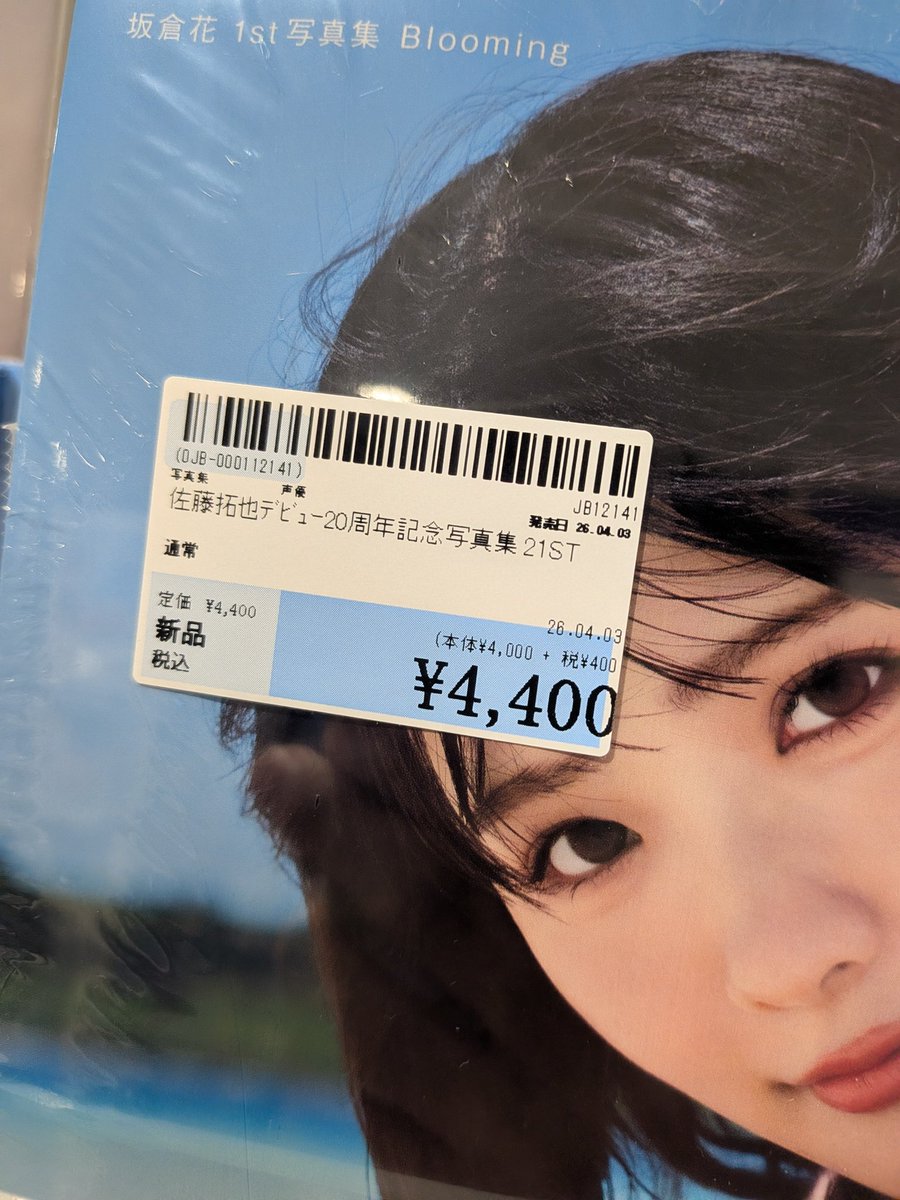 坂倉花 1st写真集 Blooming
(0JB-000112141)
JB12141
写真集 声優
発売日 26.04.03
佐藤拓也デビュー20周年記念写真集 21ST
通常
定価 ¥4,400
26.04.03
新品
(本体¥4,000 + 税¥400
税込
¥4,400